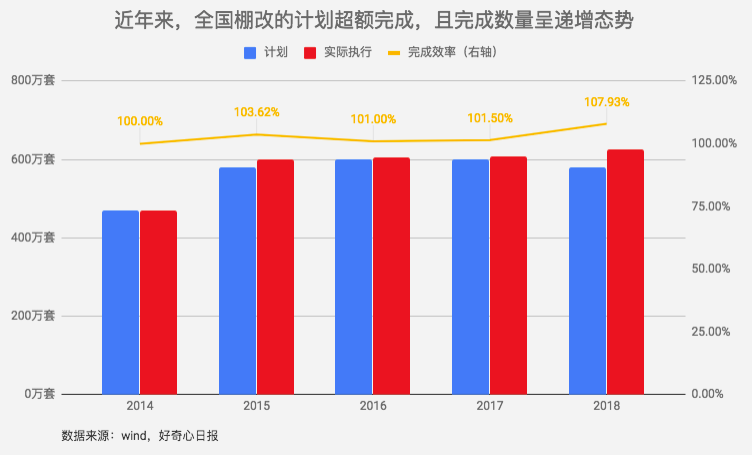 近年来，全国棚改的计划超额完成，且完成数量呈递增态势
计划 实际执行 完成效率（右轴）
800万套
600万套
400万套
200万套
0万套
100.00%
103.62%
101.00%
101.50%
107.93%
125.00%
100.00%
75.00%
50.00%
25.00%
0.00%
2014 2015 2016 2017 2018
数据来源：wind，好奇心日报